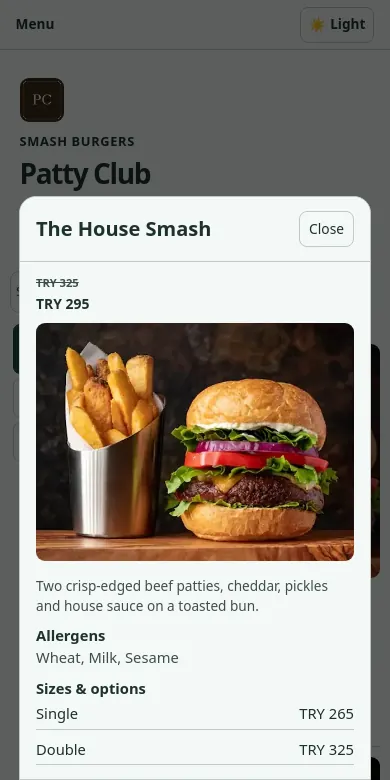 Menu
☀️ Light
PC
SMASH BURGERS
Patty Club
The House Smash
Close
TRY 325
TRY 295
Two crisp-edged beef patties, cheddar, pickles
and house sauce on a toasted bun.
Allergens
Wheat, Milk, Sesame
Sizes & options
Single TRY 265
Double TRY 325